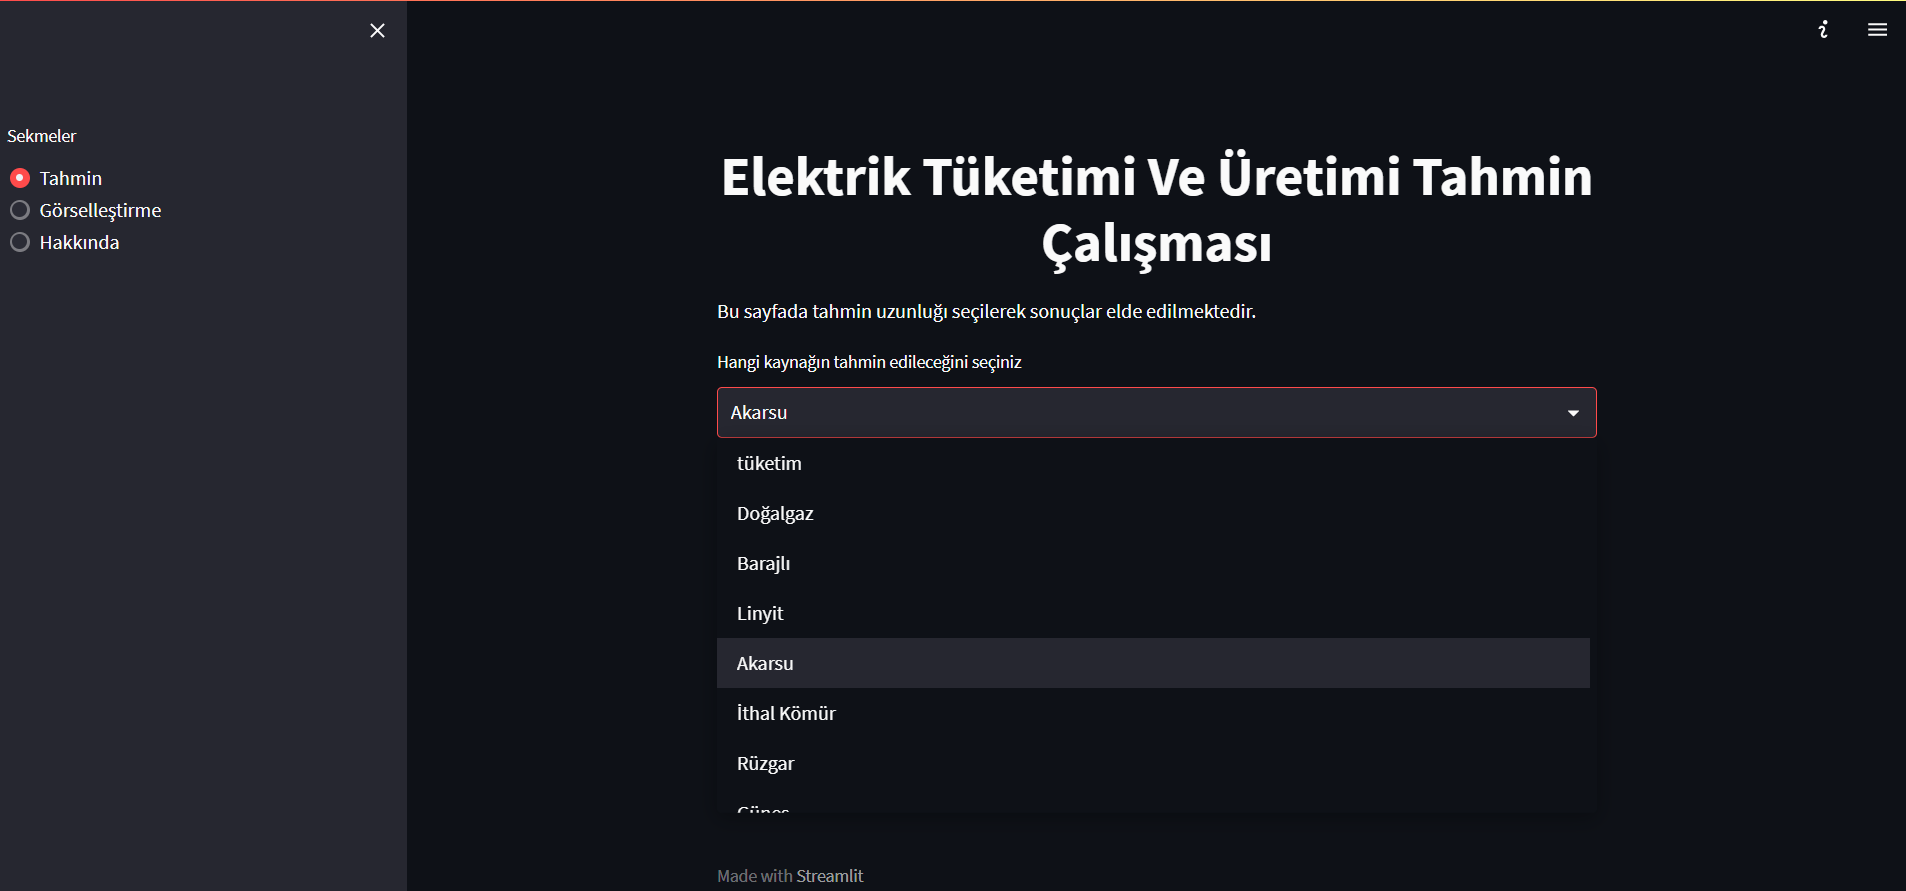 Sekmeler
Tahmin
Görselleştirme
Hakkında
Elektrik Tüketimi Ve Üretimi Tahmin
Çalışması
Bu sayfada tahmin uzunluğı seçilerek sonuçlar elde edilmektedir.
Hangi kaynağın tahmin edileceğini seçiniz
Akarsu
tüketim
Doğalgaz
Barajlı
Linyit
Akarsu
İthal Kömür
Rüzgar
Güneş
Made with Streamlit